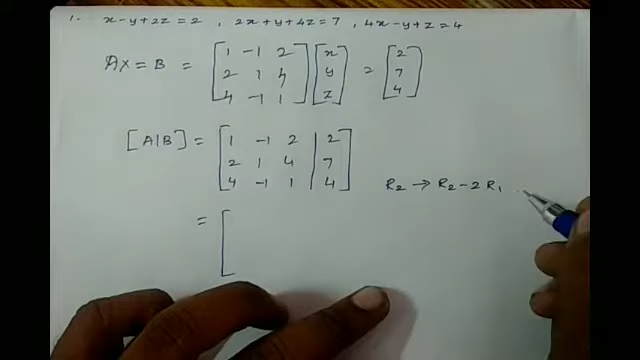 1. x-y+2z=2 , 2x+y+4z=7 , 4x-y+z=4
AX=B = [1 -1 2; 2 1 4; 4 -1 1] [x; y; z] = [2; 7; 4]
[A|B] = [1 -1 2 | 2; 2 1 4 | 7; 4 -1 1 | 4]
R₂ → R₂-2R₁
= [